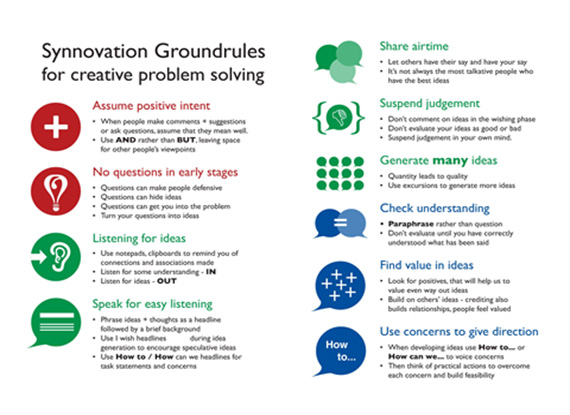 Synnovation Groundrules
for creative problem solving
Assume positive intent
• When people make comments + suggestions
or ask questions, assume that they mean well.
• Use AND rather than BUT, leaving space
for other people's viewpoints
No questions in early stages
• Questions can make people defensive
• Questions can hide ideas
• Questions can get you into the problem
• Turn your questions into ideas
Listening for ideas
• Use notepads, clipboards to remind you of
connections and associations made
• Listen for some understanding - IN
• Listen for ideas - OUT
Speak for easy listening
• Phrase ideas + thoughts as a headline
followed by a brief background
• Use I wish headlines during idea
generation to encourage speculative ideas
• Use How to / How can we headlines for
task statements and concerns
Share airtime
• Let others have their say and have your say
• It's not always the most talkative people who
have the best ideas
Suspend judgement
• Don't comment on ideas in the wishing phase
• Don't evaluate your ideas as good or bad
• Suspend judgement in your own mind.
Generate many ideas
• Quantity leads to quality
• Use excursions to generate more ideas
Check understanding
• Paraphrase rather than question
• Don't evaluate until you have correctly
understood what has been said
Find value in ideas
• Look for positives, that will help us to
value even way out ideas
• Build on others' ideas - crediting also
builds relationships, people feel valued
How
to...
Use concerns to give direction
• When developing ideas use How to... or
How can we... to voice concerns
• Then think of practical actions to overcome
each concern and build feasibility